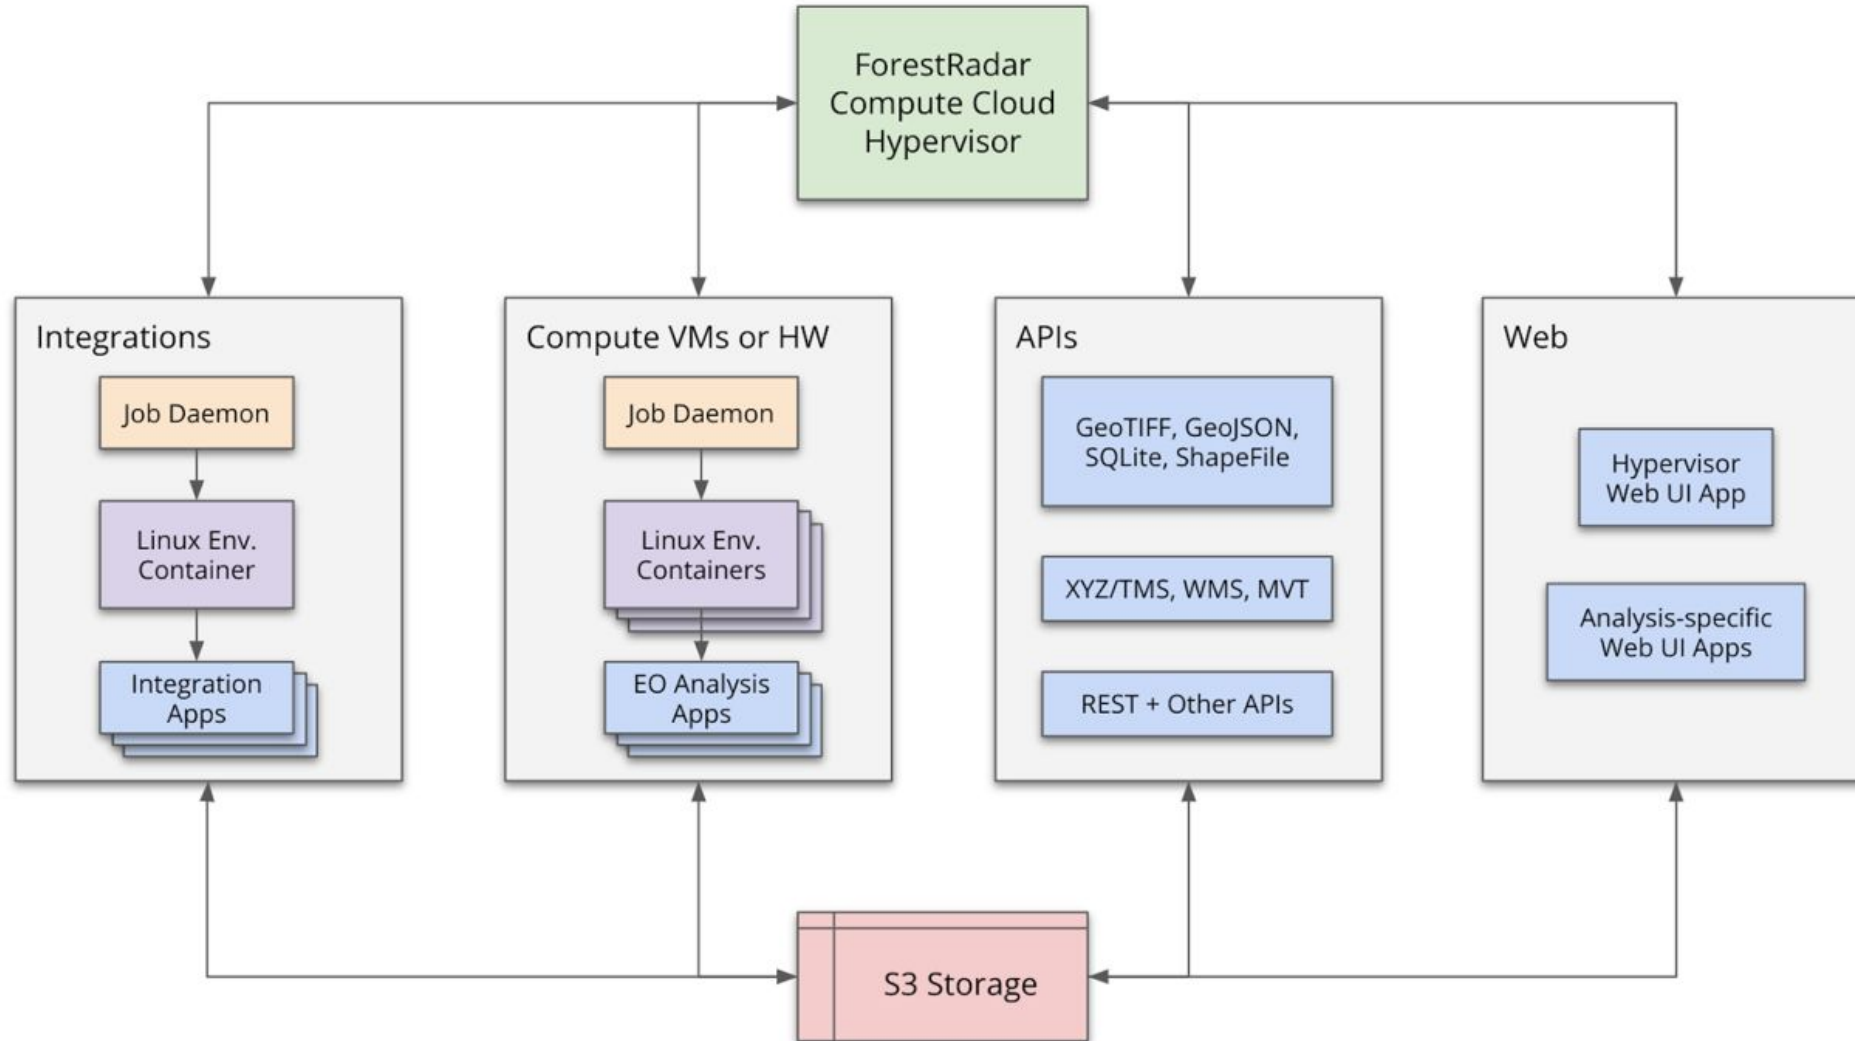 ForestRadar
Compute Cloud
Hypervisor
Integrations
Job Daemon
Linux Env.
Container
Integration
Apps
Compute VMs or HW
Job Daemon
Linux Env.
Containers
EO Analysis
Apps
APIs
GeoTIFF, GeoJSON,
SQLite, ShapeFile
XYZ/TMS, WMS, MVT
REST + Other APIs
Web
Hypervisor
Web UI App
Analysis-specific
Web UI Apps
S3 Storage